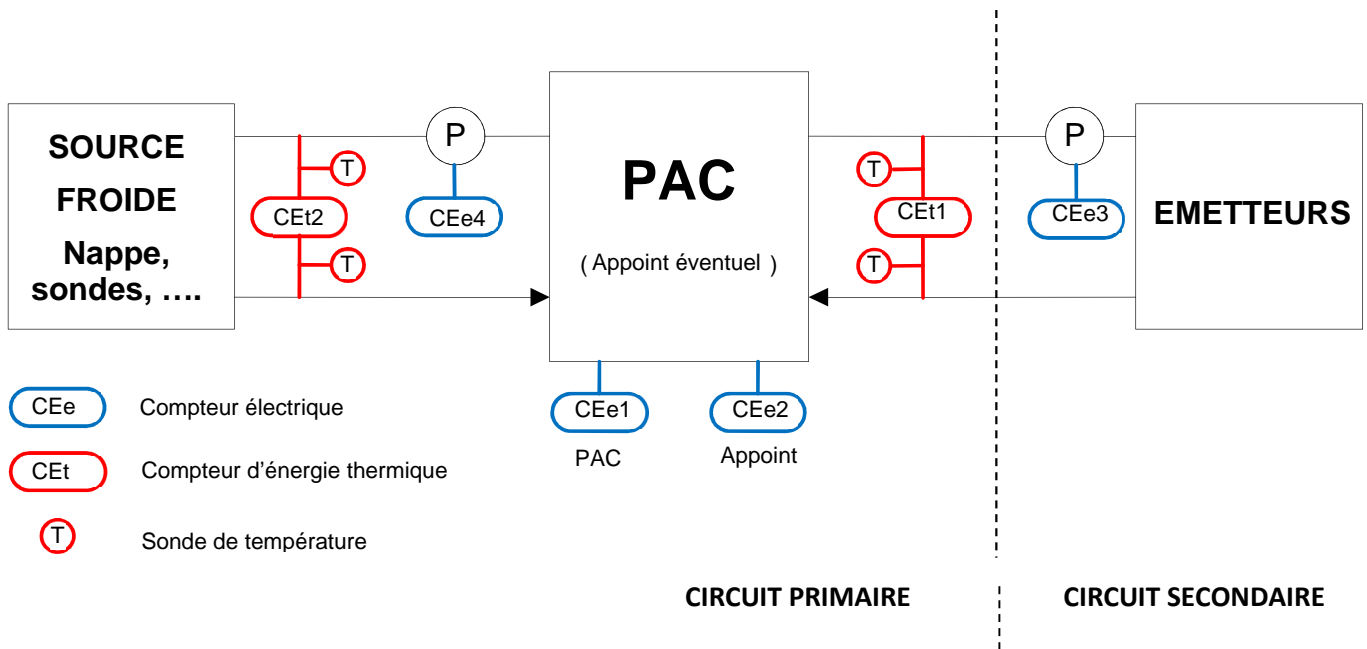 SOURCE
FROIDE
Nappe,
sondes, ….
T
CEt2
T
P
CEe4
PAC
( Appoint éventuel )
T
CEt1
T
P
CEe3
EMETTEURS
CEe1
PAC
CEe2
Appoint
CEe Compteur électrique
CEt Compteur d'énergie thermique
T Sonde de température
CIRCUIT PRIMAIRE
CIRCUIT SECONDAIRE